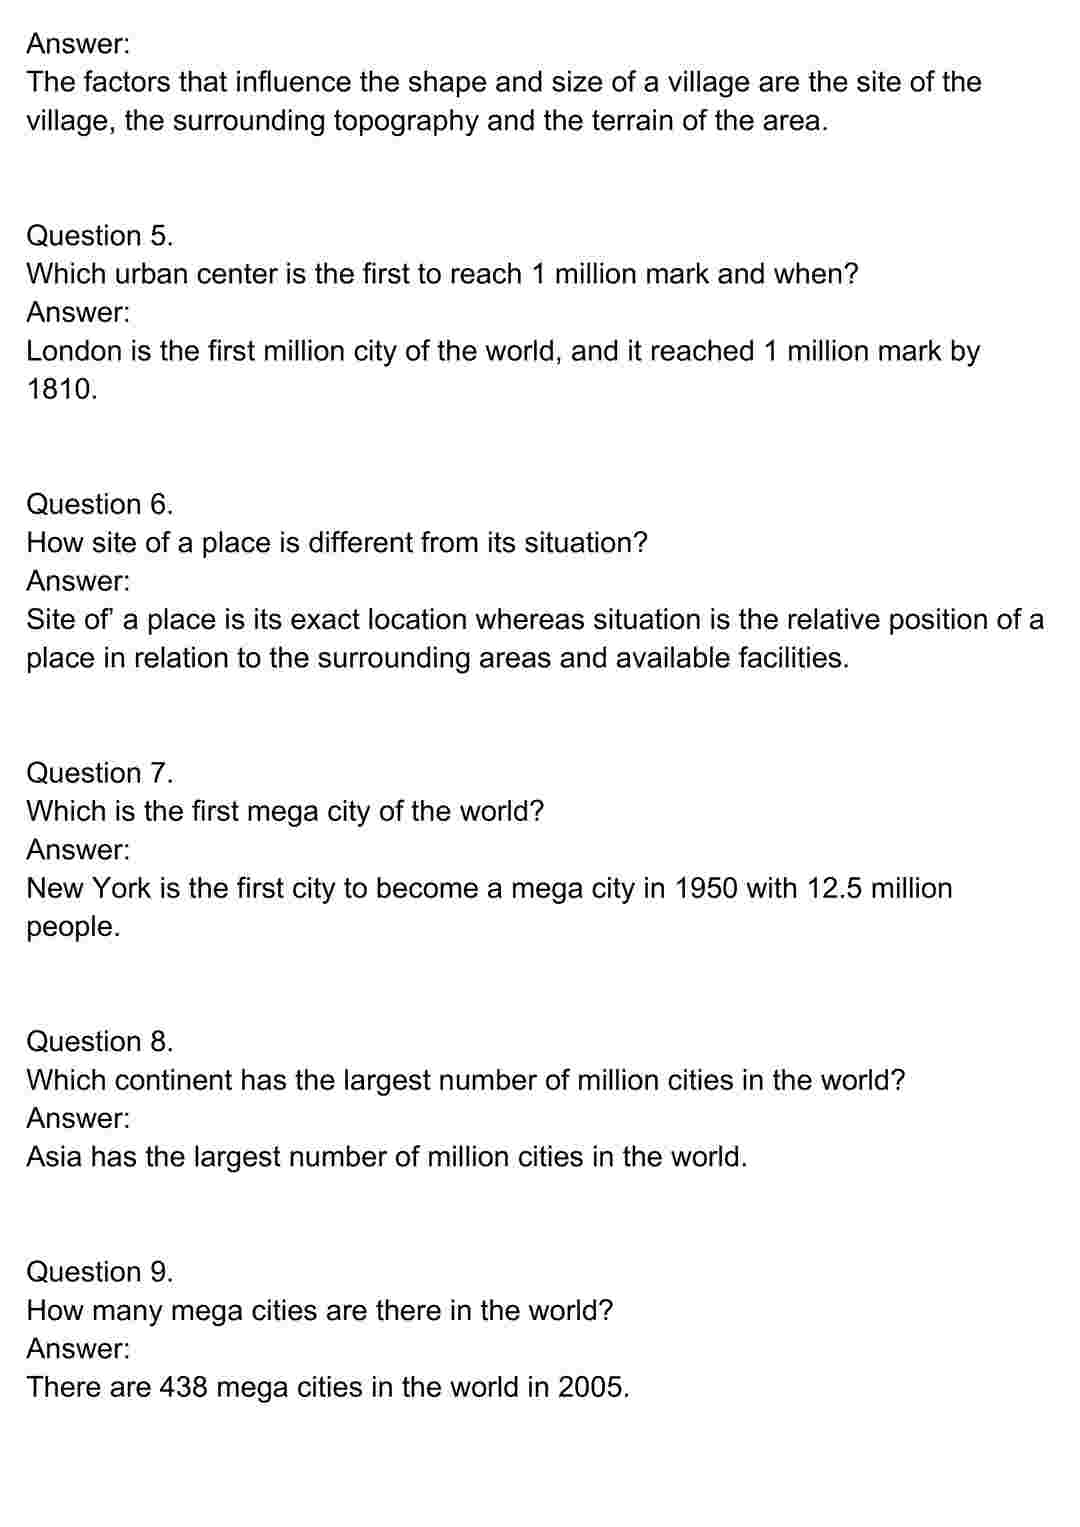 Answer:
The factors that influence the shape and size of a village are the site of the
village, the surrounding topography and the terrain of the area.
Question 5.
Which urban center is the first to reach 1 million mark and when?
Answer:
London is the first million city of the world, and it reached 1 million mark by
1810.
Question 6.
How site of a place is different from its situation?
Answer:
Site of' a place is its exact location whereas situation is the relative position of a
place in relation to the surrounding areas and available facilities.
Question 7.
Which is the first mega city of the world?
Answer:
New York is the first city to become a mega city in 1950 with 12.5 million
people.
Question 8.
Which continent has the largest number of million cities in the world?
Answer:
Asia has the largest number of million cities in the world.
Question 9.
How many mega cities are there in the world?
Answer:
There are 438 mega cities in the world in 2005.